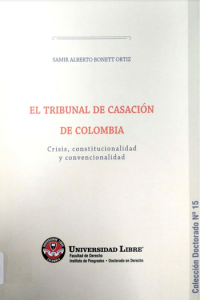 SAMIR ALBERTO BONETT ORTIZ
EL TRIBUNAL DE CASACIÓN
DE COLOMBIA
Crisis, constitucionalidad
y convencionalidad
UNIVERSIDAD LIBRE
Facultad de Derecho
Instituto de Posgrados - Doctorado en Derecho
Colección Doctorado Nº 15